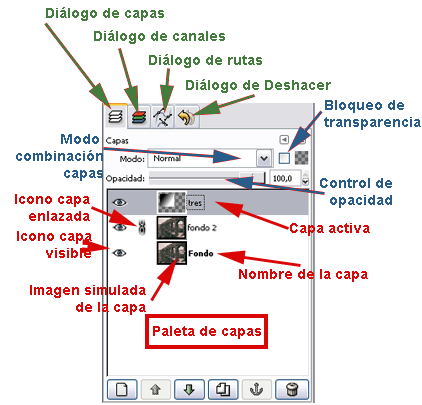 Diálogo de capas
Diálogo de canales
Diálogo de rutas
Diálogo de Deshacer
Bloqueo de
transparencia
Modo
combinación
capas
Capas
Modo: Normal
Opacidad: 100,0
Control de
opacidad
Icono capa
enlazada
tres
Capa activa
fondo 2
Icono capa
visible
Fondo
Nombre de la capa
Imagen simulada
de la capa
Paleta de capas